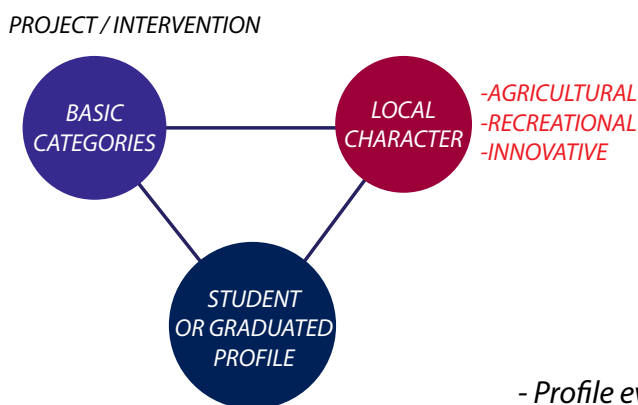 PROJECT / INTERVENTION
BASIC
CATEGORIES
LOCAL
CHARACTER
-AGRICULTURAL
-RECREATIONAL
-INNOVATIVE
STUDENT
OR GRADUATED
PROFILE
- Profile